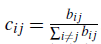 c_{ij} = \frac{b_{ij}}{\sum_{i \neq j} b_{ij}}